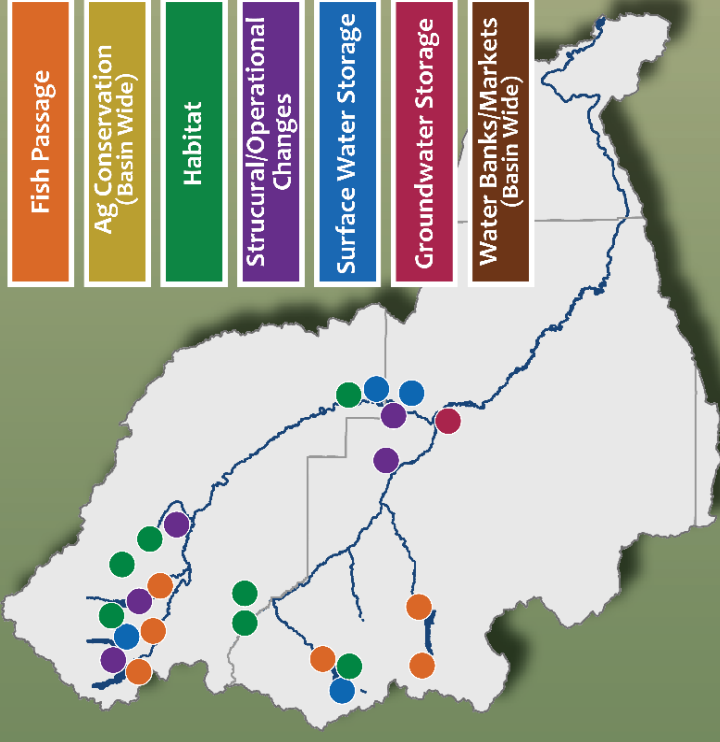 Fish Passage
Ag Conservation
(Basin Wide)
Habitat
Strucural/Operational
Changes
Surface Water Storage
Groundwater Storage
Water Banks/Markets
(Basin Wide)